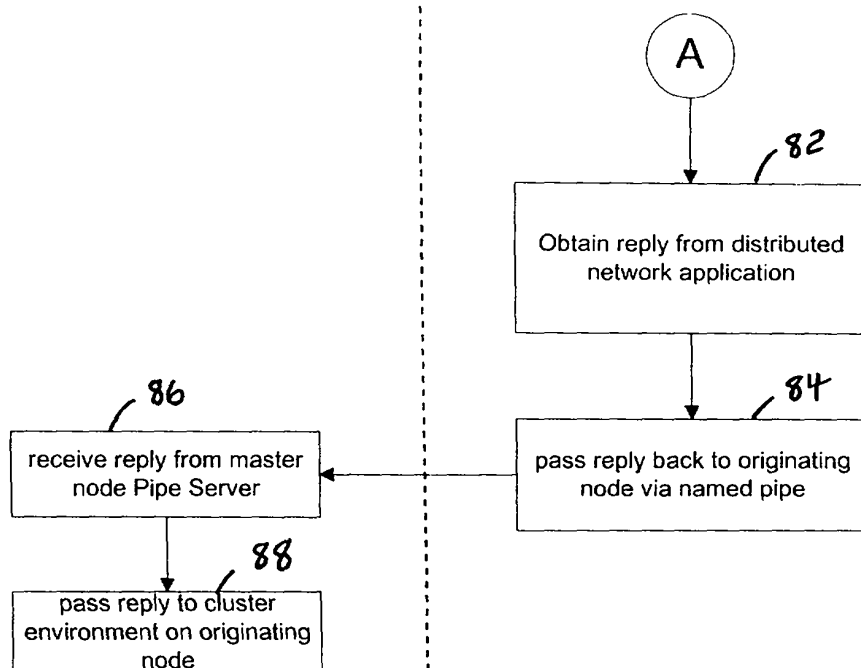 A
82
Obtain reply from distributed
network application
84
pass reply back to originating
node via named pipe
86
receive reply from master
node Pipe Server
88
pass reply to cluster
environment on originating
node